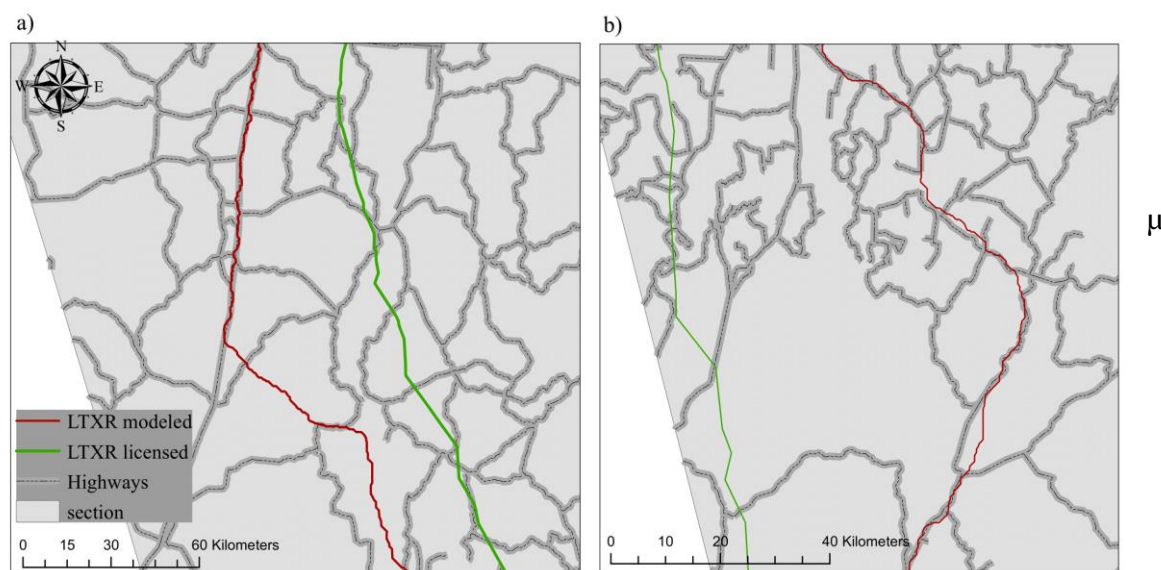 a)
N
W E
S
LTXR modeled
LTXR licensed
Highways
section
0 15 30 60 Kilometers
b)
0 10 20 40 Kilometers
μ